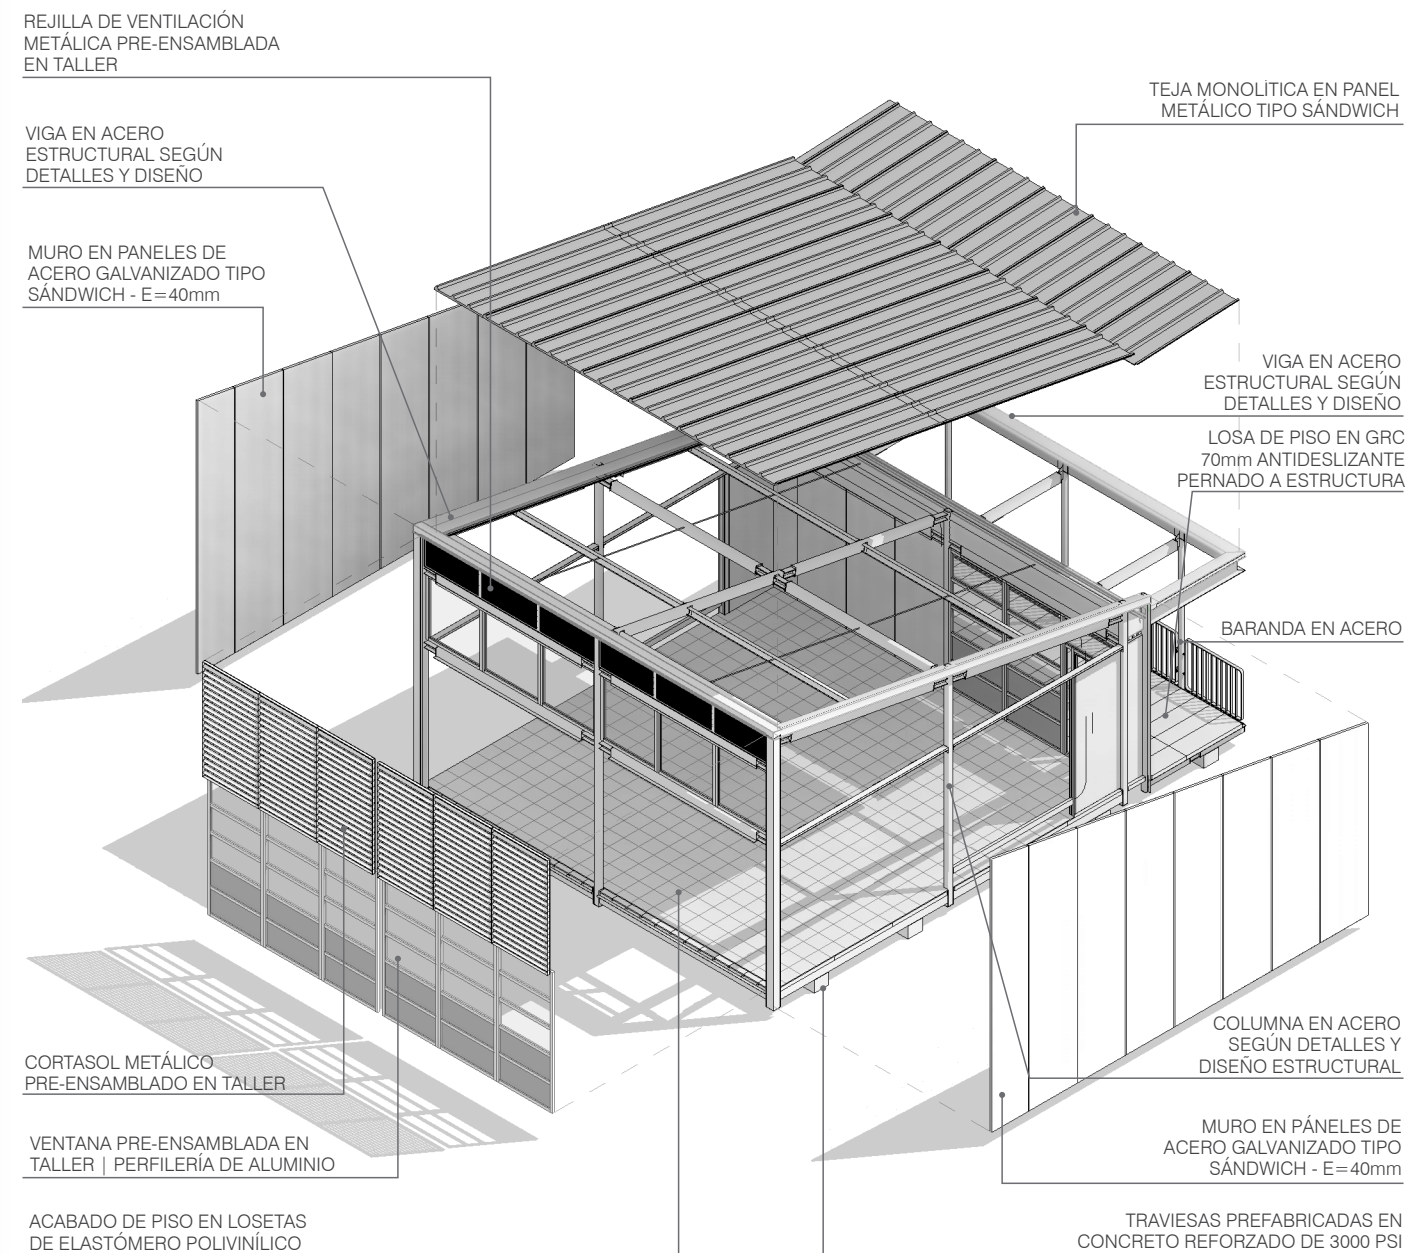 REJILLA DE VENTILACIÓN
METÁLICA PRE-ENSAMBLADA
EN TALLER
VIGA EN ACERO
ESTRUCTURAL SEGÚN
DETALLES Y DISEÑO
MURO EN PANELES DE
ACERO GALVANIZADO TIPO
SÁNDWICH - E=40mm
TEJA MONOLÍTICA EN PANEL
METÁLICO TIPO SÁNDWICH
VIGA EN ACERO
ESTRUCTURAL SEGÚN
DETALLES Y DISEÑO
LOSA DE PISO EN GRC
70mm ANTIDESLIZANTE
PERNADO A ESTRUCTURA
BARANDA EN ACERO
CORTASOL METÁLICO
PRE-ENSAMBLADO EN TALLER
VENTANA PRE-ENSAMBLADA EN
TALLER | PERFILERÍA DE ALUMINIO
ACABADO DE PISO EN LOSETAS
DE ELASTÓMERO POLIVINÍLICO
COLUMNA EN ACERO
SEGÚN DETALLES Y
DISEÑO ESTRUCTURAL
MURO EN PÁNELES DE
ACERO GALVANIZADO TIPO
SÁNDWICH - E=40mm
TRAVIESAS PREFABRICADAS EN
CONCRETO REFORZADO DE 3000 PSI